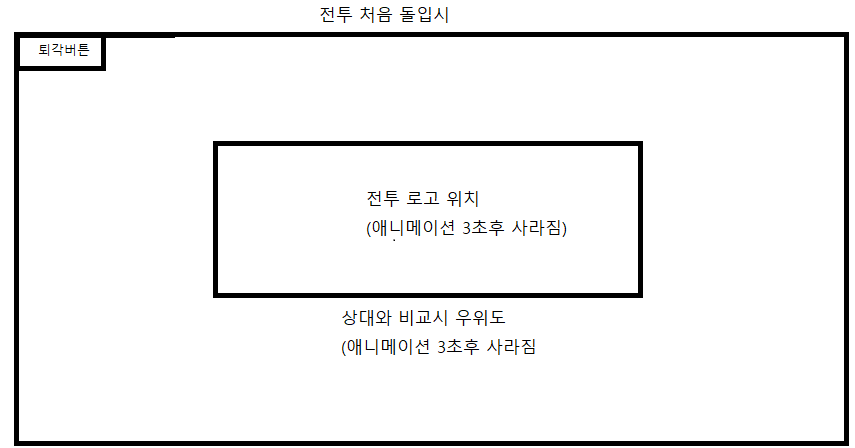 전투 처음 돌입시
퇴각버튼
전투 로고 위치
(애니메이션 3초후 사라짐)
상대와 비교시 우위도
(애니메이션 3초후 사라짐